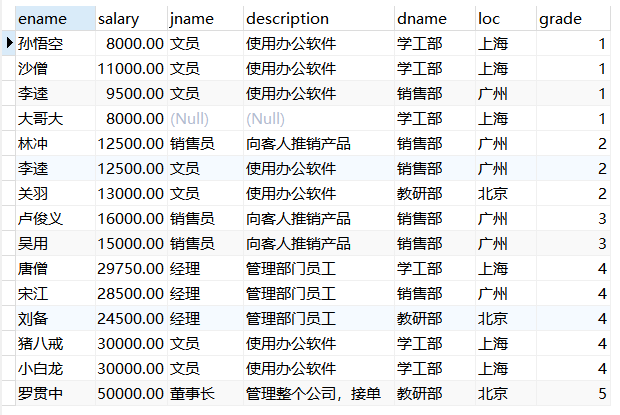 ename salary jname description dname loc grade
孙悟空 8000.00 文员 使用办公软件 学工部 上海 1
沙僧 11000.00 文员 使用办公软件 学工部 上海 1
李逵 9500.00 文员 使用办公软件 销售部 广州 1
大哥大 8000.00 (Null) (Null) 学工部 上海 1
林冲 12500.00 销售员 向客人推销产品 销售部 广州 2
李逵 12500.00 文员 使用办公软件 销售部 广州 2
关羽 13000.00 文员 使用办公软件 教研部 北京 2
卢俊义 16000.00 销售员 向客人推销产品 销售部 广州 3
吴用 15000.00 销售员 向客人推销产品 销售部 广州 3
唐僧 29750.00 经理 管理部门员工 学工部 上海 4
宋江 28500.00 经理 管理部门员工 销售部 广州 4
刘备 24500.00 经理 管理部门员工 教研部 北京 4
猪八戒 30000.00 文员 使用办公软件 学工部 上海 4
小白龙 30000.00 文员 使用办公软件 学工部 上海 4
罗贯中 50000.00 董事长 管理整个公司，接单 教研部 北京 5